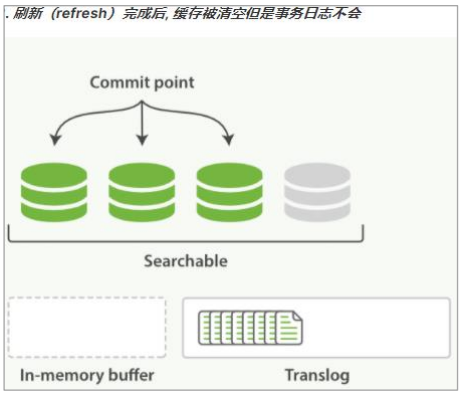 . 刷新（refresh）完成后, 缓存被清空但是事务日志不会
Commit point
Searchable
In-memory buffer
Translog